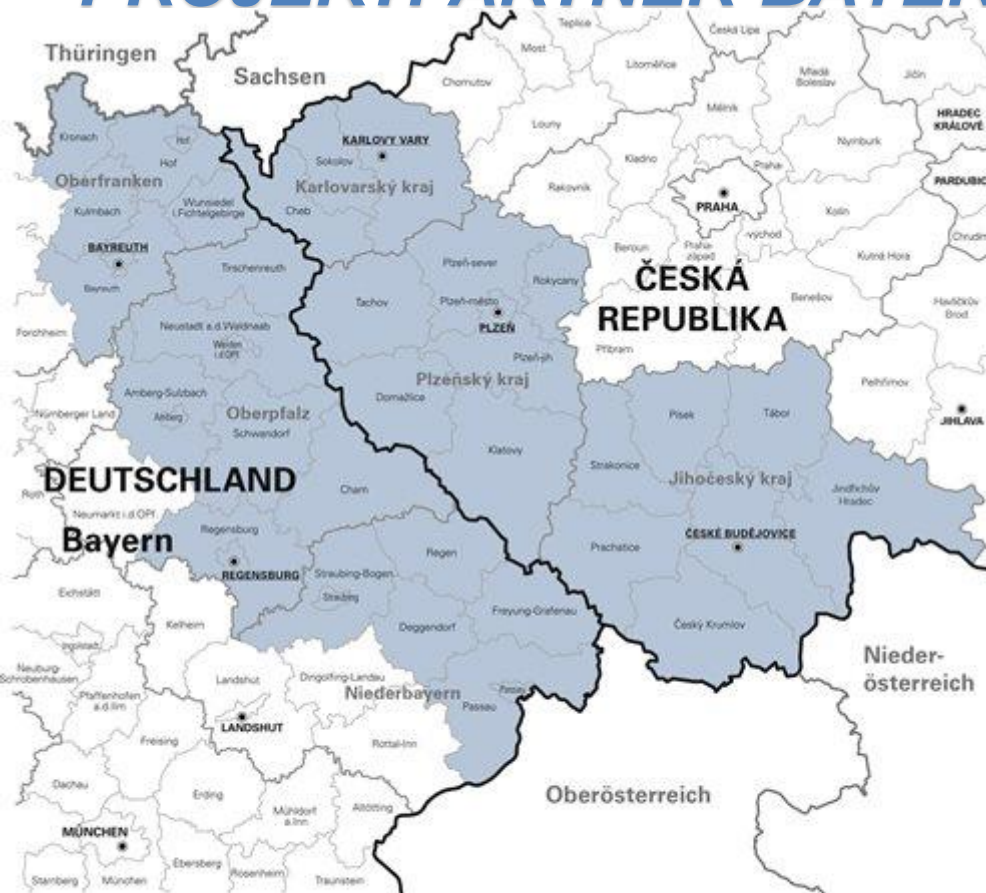 Thüringen
Sachsen
Teplice
Česká Lípa
Most
Litoměřice
Chomutov
Mladá
Boleslav
Jičín
Mělník
Louny
HRADEC
KRÁLOVÉ
Kronach
Hof
Hof
KARLOVY VARY
Sokolov
Kladno
Praha-
východ
Nymburk
Oberfranken
Karlovarský kraj
Rakovník
PRAHA
PARDUBIC
Wunsiedel
i.Fichtelgebirge
Kulmbach
Cheb
Kolín
BAYREUTH
Bayreuth
Beroun
Praha-
západ
Chrudim
Kutná Hora
Tirschenreuth
Plzeň-sever
Rokycany
ČESKÁ
REPUBLIKA
Benešov
Tachov
Plzeň-město
PLZEŇ
Havlíčkův
Brod
Forchheim
Neustadt a.d.Waldnaab
Weiden
i.d.OPf.
Příbram
Plzeň-jih
Plzeňský kraj
Pelhřimov
Amberg-Sulzbach
Amberg
Domažlice
Nürnberger Land
Oberpfalz
Schwandorf
Písek
Tábor
JIHLAVA
Klatovy
Strakonice
Jihočeský kraj
DEUTSCHLAND
Cham
Jindřichův
Hradec
Roth
Neumarkt i.d.OPf.
Bayern
Regensburg
REGENSBURG
Regen
Prachatice
ČESKÉ BUDĚJOVICE
Straubing-Bogen
Straubing
Eichstätt
Kelheim
Deggendorf
Freyung-Grafenau
Český Krumlov
Ingolstadt
Neuburg-
Schrobenhausen
Pfaffenhofen
a.d.Ilm
Landshut
Dingolfing-Landau
Niederbayern
Passau
Passau
Nieder-
österreich
LANDSHUT
Rottal-Inn
Freising
Dachau
Erding
Mühldorf
a.Inn
Altötting
Oberösterreich
MÜNCHEN
München
Starnberg
Ebersberg
Rosenheim
Traunstein